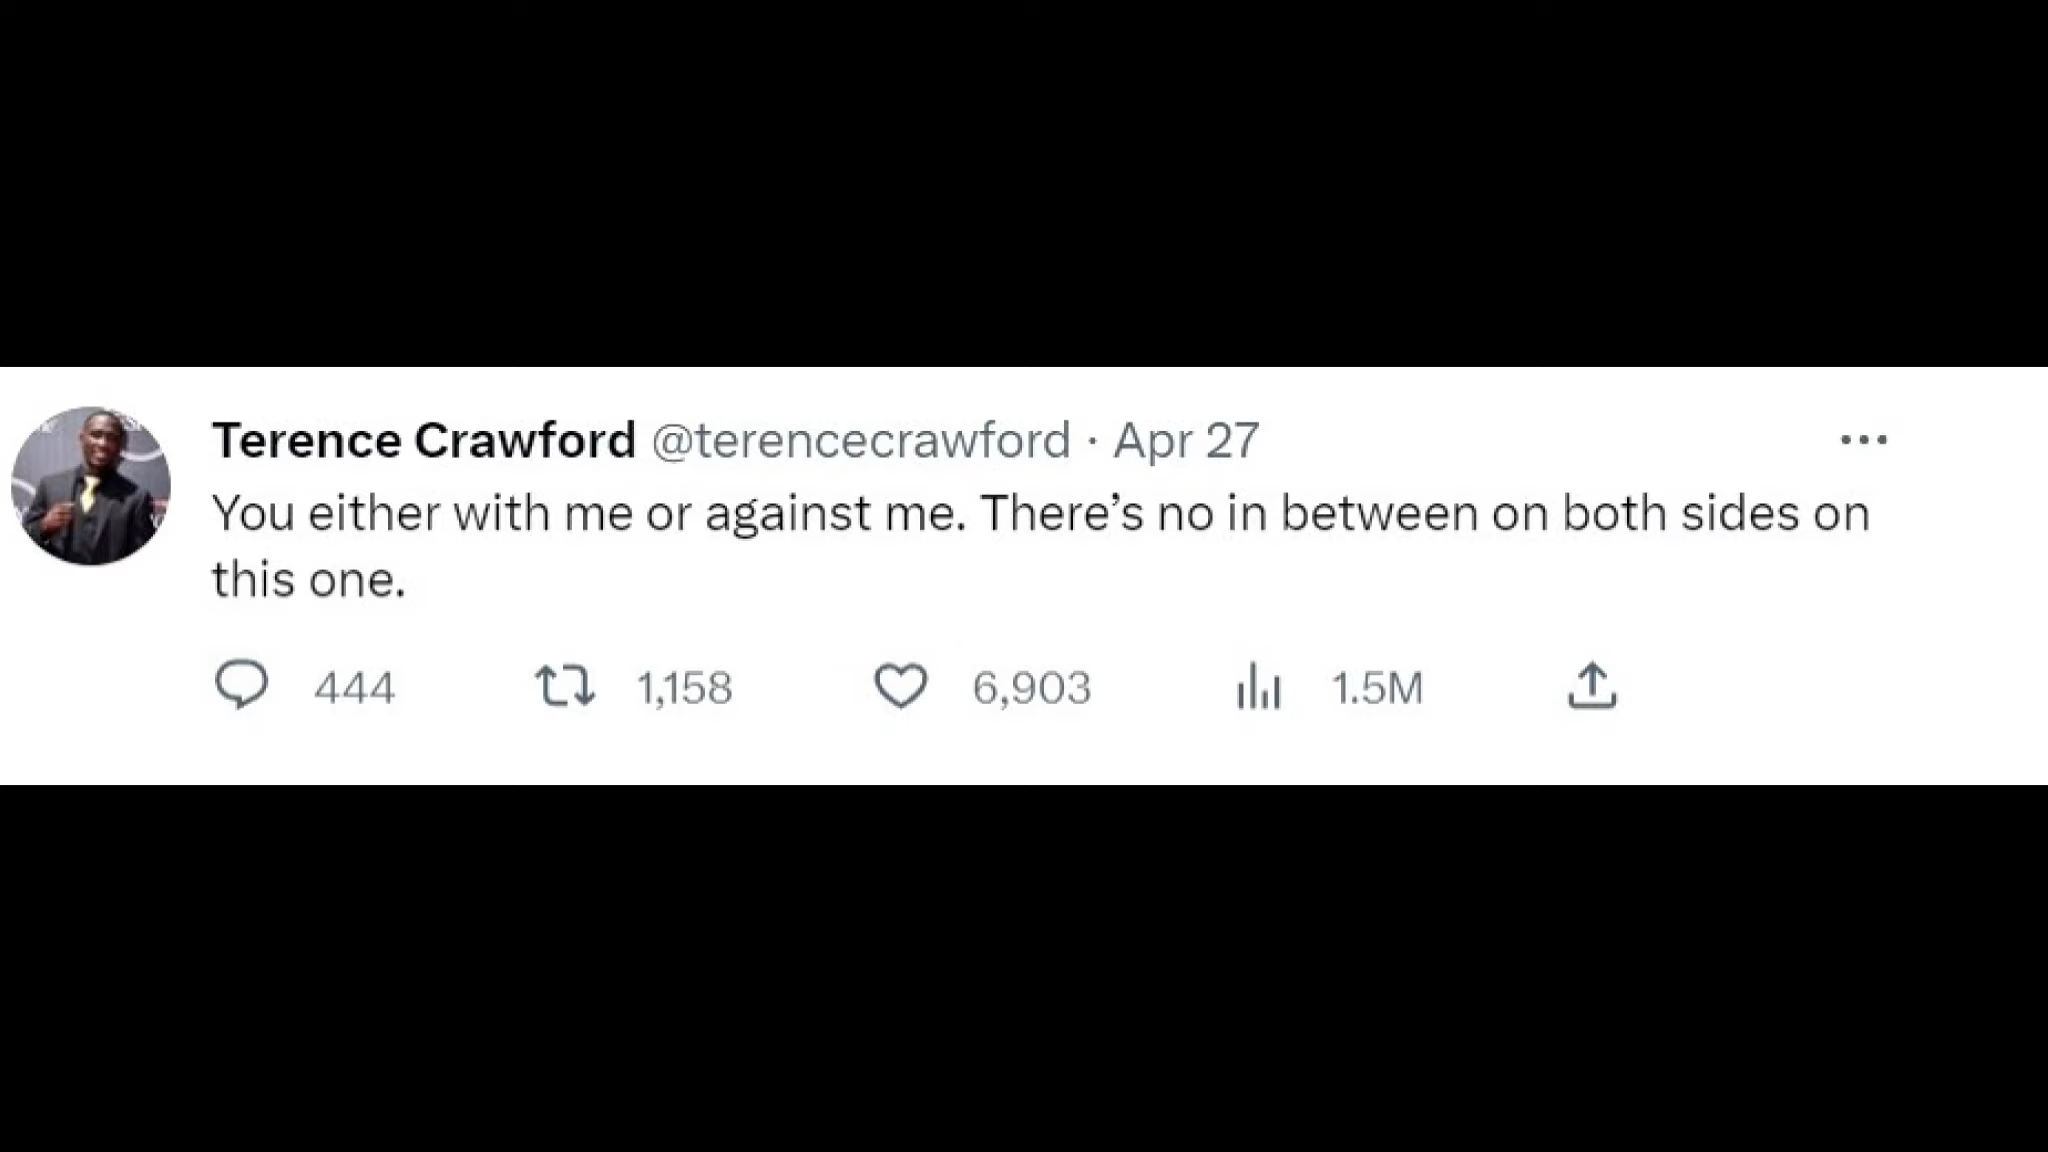 Terence Crawford @terencecrawford · Apr 27
You either with me or against me. There's no in between on both sides on
this one.
444 1,158 6,903 1.5M